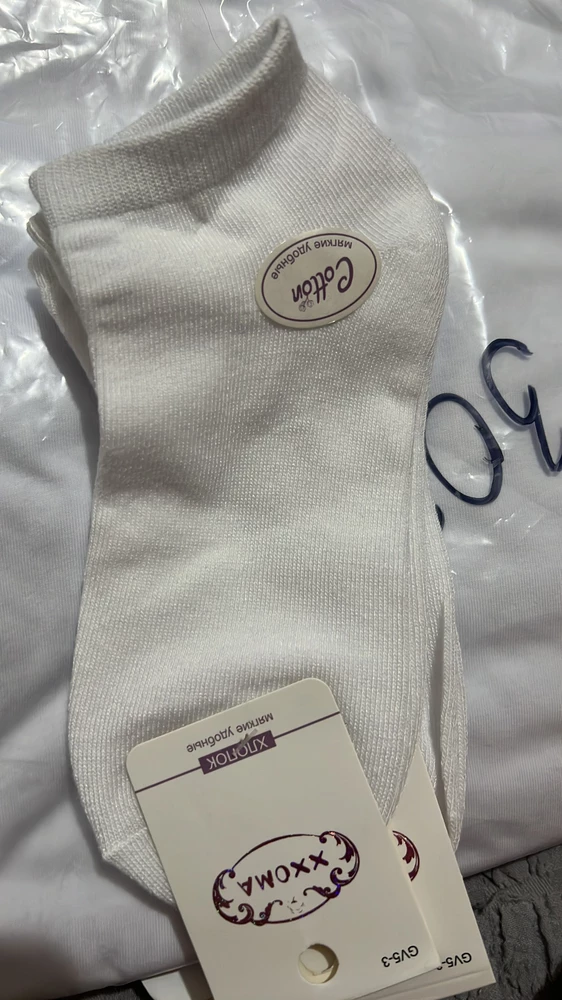 Cotton
мягкие удобные
ХЛОПОК
мягкие удобные
XXOMA
GV5-3